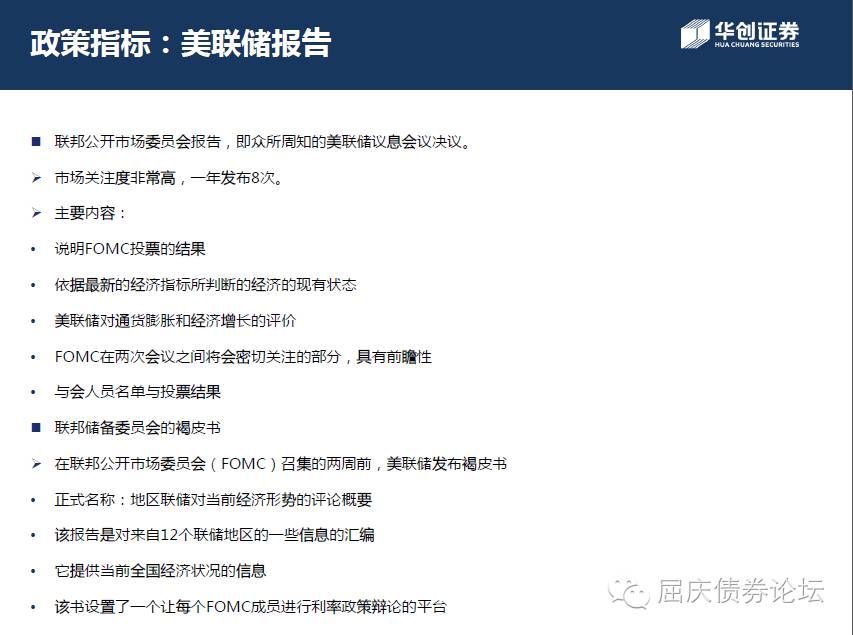 政策指标：美联储报告
华创证券
HUA CHUANG SECURITIES
■ 联邦公开市场委员会报告，即众所周知的美联储议息会议决议。
➢ 市场关注度非常高，一年发布8次。
➢ 主要内容：
• 说明FOMC投票的结果
• 依据最新的经济指标所判断的经济的现有状态
• 美联储对通货膨胀和经济增长的评价
• FOMC在两次会议之间将会密切关注的部分，具有前瞻性
• 与会人员名单与投票结果
■ 联邦储备委员会的褐皮书
➢ 在联邦公开市场委员会（FOMC）召集的两周前，美联储发布褐皮书
• 正式名称：地区联储对当前经济形势的评论概要
• 该报告是对来自12个联储地区的一些信息的汇编
• 它提供当前全国经济状况的信息
• 该书设置了一个让每个FOMC成员进行利率政策辩论的平台
屈庆债券论坛